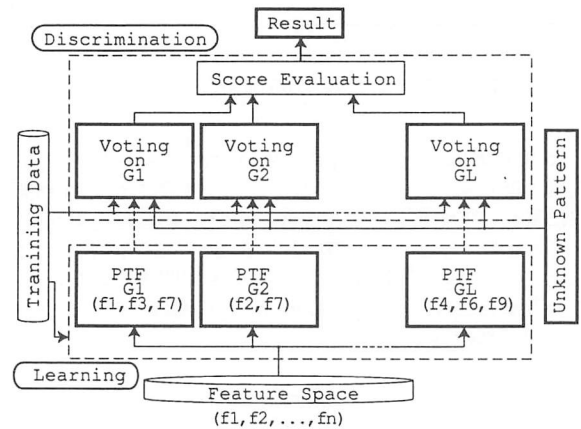 Result
Discrimination
Score Evaluation
Voting
on
G1
Voting
on
G2
Voting
on
GL
Tranining Data
Unknown Pattern
PTF
G1
(f1,f3,f7)
PTF
G2
(f2,f7)
PTF
GL
(f4,f6,f9)
Learning
Feature Space
(f1,f2,...,fn)